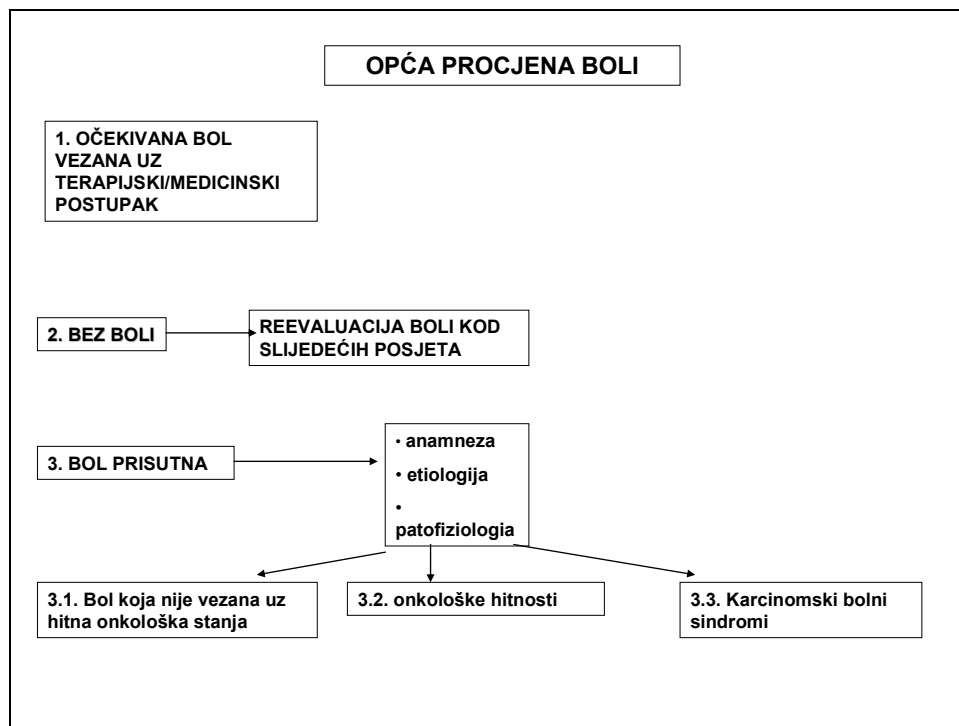 OPĆA PROCJENA BOLI
1. OČEKIVANA BOL
VEZANA UZ
TERAPIJSKI/MEDICINSKI
POSTUPAK
2. BEZ BOLI
REEVALUACIJA BOLI KOD
SLIJEDEĆIH POSJETA
3. BOL PRISUTNA
• anamneza
• etiologija
•
patofiziologia
3.1. Bol koja nije vezana uz
hitna onkološka stanja
3.2. onkološke hitnosti
3.3. Karcinomski bolni
sindromi